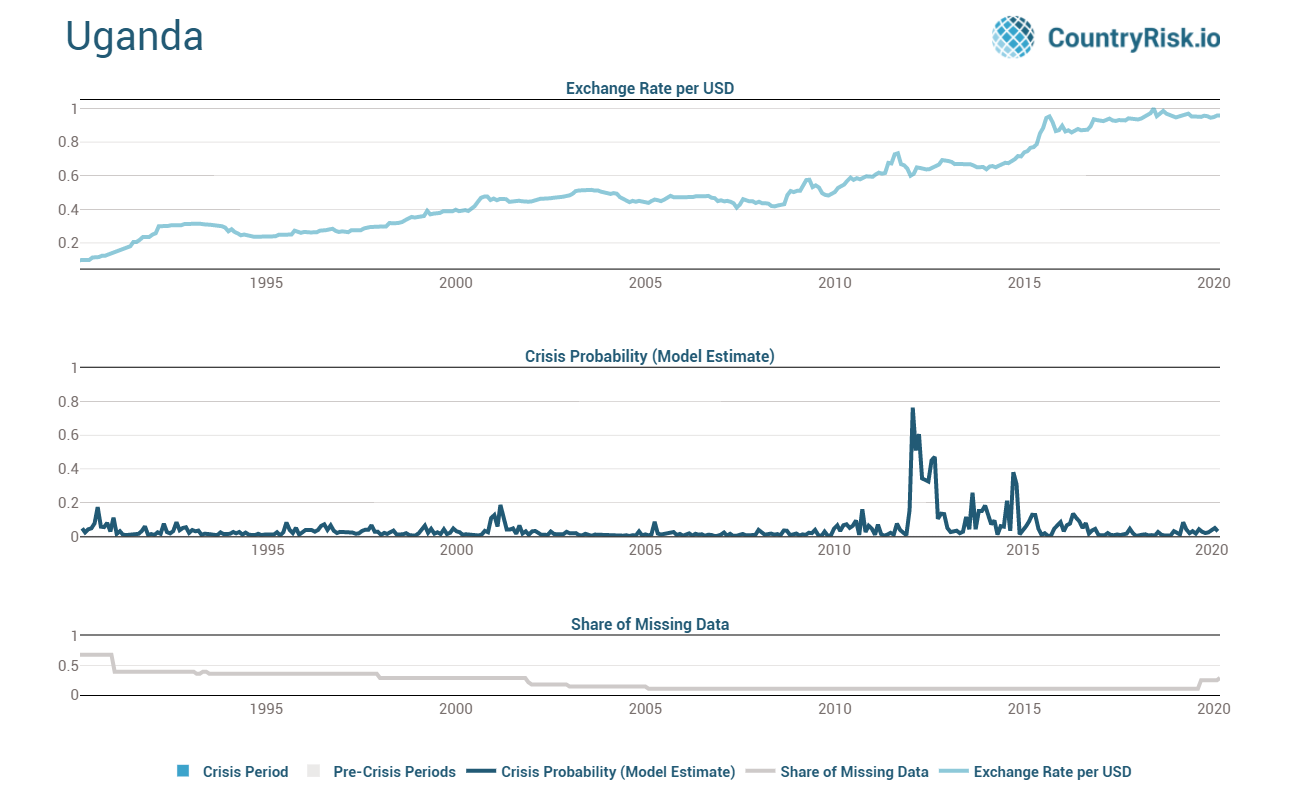 Uganda
CountryRisk.io
Exchange Rate per USD
1
0.8
0.6
0.4
0.2
1995 2000 2005 2010 2015 2020
Crisis Probability (Model Estimate)
1
0.8
0.6
0.4
0.2
0
1995 2000 2005 2010 2015 2020
Share of Missing Data
1
0.5
0
1995 2000 2005 2010 2015 2020
Crisis Period Pre-Crisis Periods Crisis Probability (Model Estimate) Share of Missing Data Exchange Rate per USD